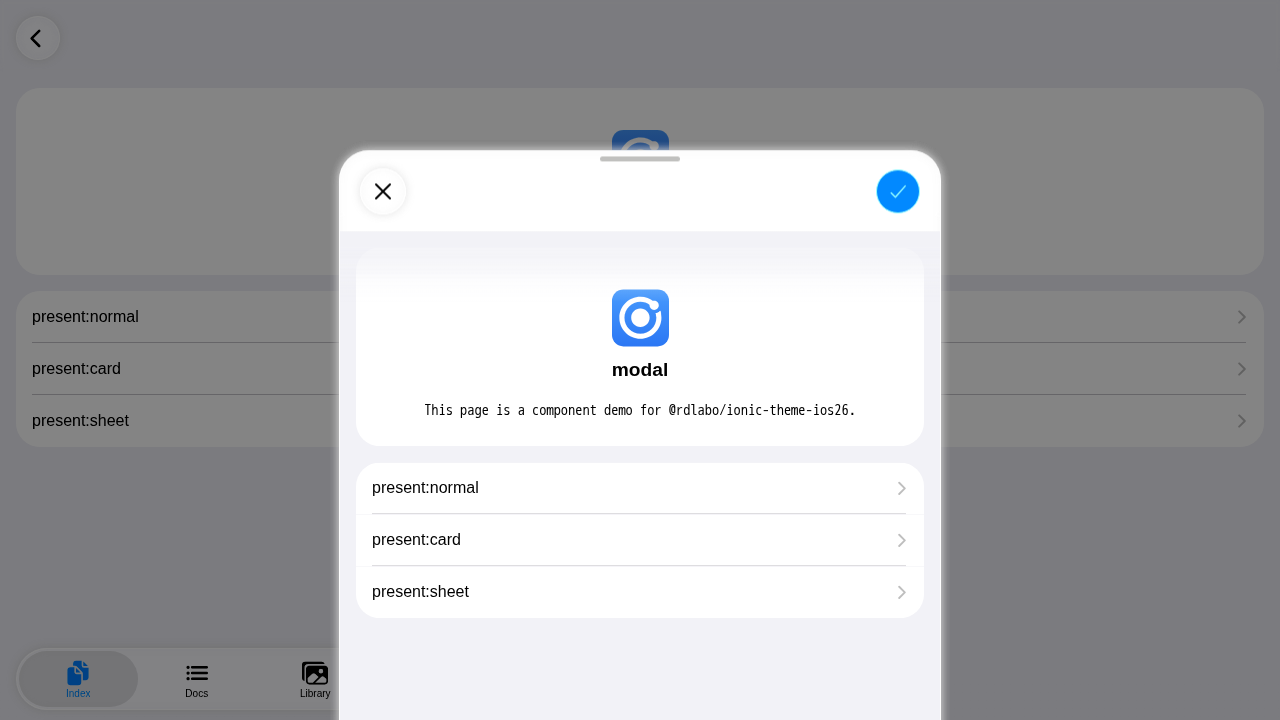 present:normal
present:card
present:sheet
modal
This page is a component demo for @rdlabo/ionic-theme-ios26.
present:normal
present:card
present:sheet
Index
Docs
Library